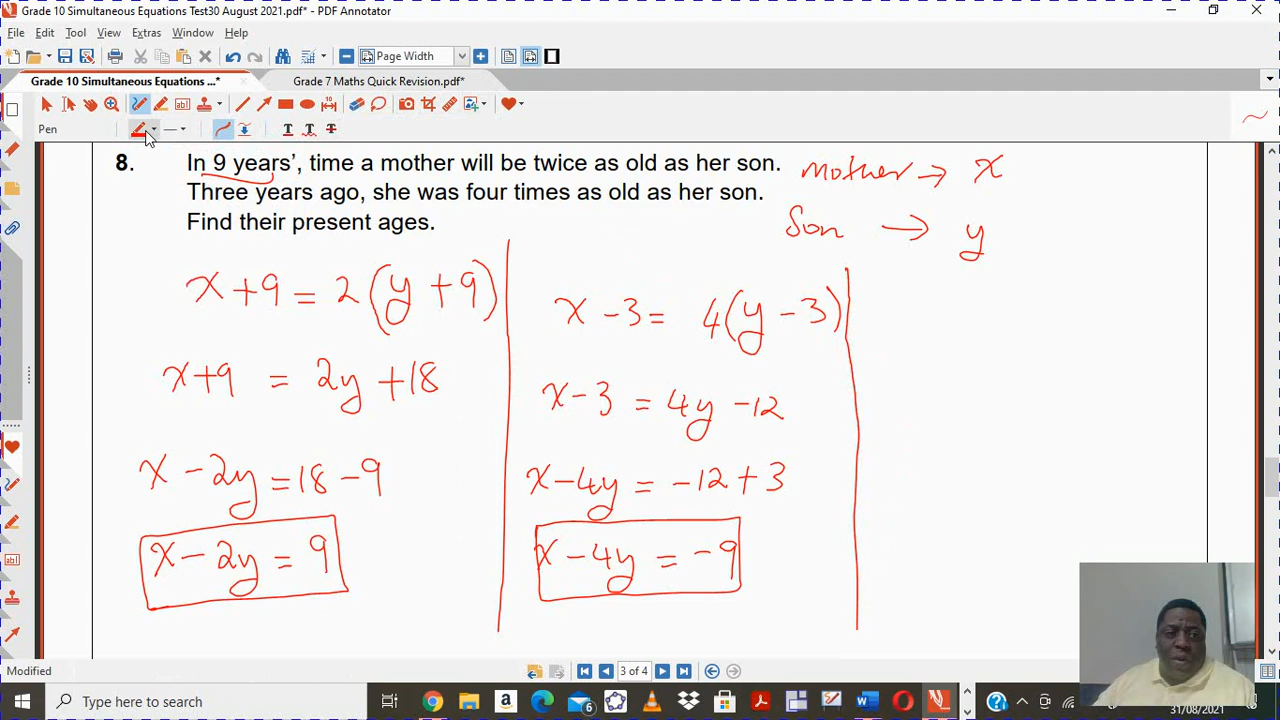 Grade 10 Simultaneous Equations Test30 August 2021.pdf* - PDF Annotator
File Edit Tool View Extras Window Help
Page Width
Grade 10 Simultaneous Equations ...* Grade 7 Maths Quick Revision.pdf*
Pen
8. In 9 years’, time a mother will be twice as old as her son.
Three years ago, she was four times as old as her son.
Find their present ages.
mother → x
Son → y
x + 9 = 2(y + 9)
x + 9 = 2y + 18
x - 2y = 18 - 9
x - 2y = 9
x - 3 = 4(y - 3)
x - 3 = 4y - 12
x - 4y = -12 + 3
x - 4y = -9
Modified 3 of 4
Type here to search
31/08/2021